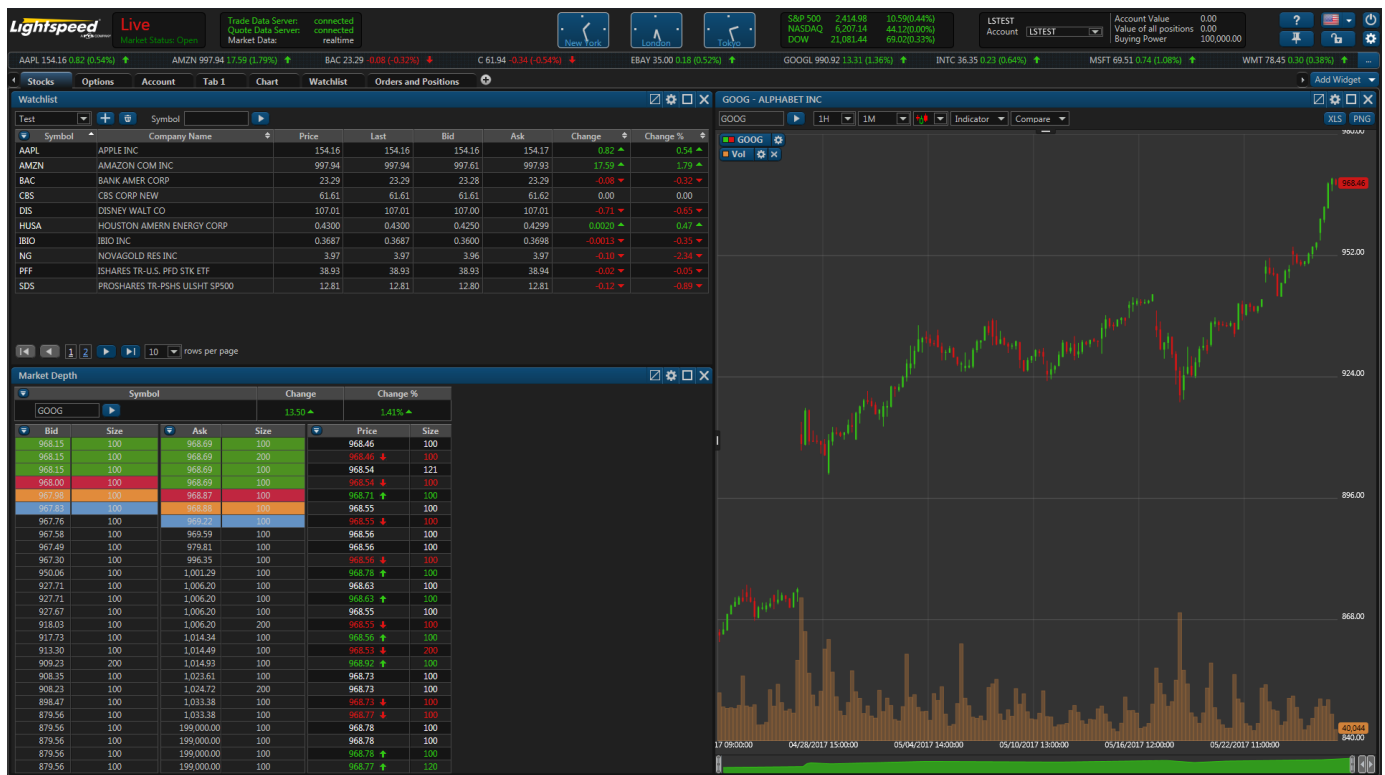 Lightspeed
Live
Market Status: Open
Trade Data Server: connected
Quote Data Server: connected
Market Data: realtime
New York London Tokyo
S&P 500 2,414.98 10.59(0.44%)
NASDAQ 6,207.14 44.12(0.00%)
DOW 21,081.44 69.02(0.33%)
LSTEST
Account LSTEST
Account Value 0.00
Value of all positions 0.00
Buying Power 100,000.00
?
AAPL 154.16 0.82 (0.54%) AMZN 997.94 17.59 (1.79%) BAC 23.29 -0.08 (-0.32%) C 61.94 -0.34 (-0.54%) EBAY 35.00 0.18 (0.52%) GOOGL 990.92 13.31 (1.36%) INTC 36.35 0.23 (0.64%) MSFT 69.51 0.74 (1.08%) WMT 78.45 0.30 (0.38%) ...
Stocks Options Account Tab 1 Chart Watchlist Orders and Positions Add Widget
Watchlist
Test Symbol
Symbol Company Name Price Last Bid Ask Change Change %
AAPL APPLE INC 154.16 154.16 154.16 154.17 0.82 0.54
AMZN AMAZON COM INC 997.94 997.94 997.61 997.93 17.59 1.79
BAC BANK AMER CORP 23.29 23.29 23.28 23.29 -0.08 -0.32
CBS CBS CORP NEW 61.61 61.61 61.61 61.62 0.00 0.00
DIS DISNEY WALT CO 107.01 107.01 107.00 107.01 -0.71 -0.65
HUSA HOUSTON AMERN ENERGY CORP 0.4300 0.4300 0.4250 0.4299 0.0020 0.47
IBIO IBIO INC 0.3687 0.3687 0.3600 0.3698 -0.0013 -0.35
NG NOVAGOLD RES INC 3.97 3.97 3.96 3.97 -0.10 -2.34
PFF ISHARES TR-U.S. PFD STK ETF 38.93 38.93 38.93 38.94 -0.02 -0.05
SDS PROSHARES TR-PSHS ULSHT SP500 12.81 12.81 12.80 12.81 -0.12 -0.89
1 2 10 rows per page
Market Depth
Symbol Change Change %
GOOG 13.50 1.41%
Bid Size Ask Size Price Size
968.15 100 968.69 100 968.46 100
968.15 100 968.69 200 968.46 100
968.15 100 968.69 100 968.54 121
968.00 100 968.69 100 968.54 100
967.98 100 968.87 100 968.71 100
967.83 100 968.88 100 968.55 100
967.76 100 969.22 100 968.55 100
967.58 100 969.59 100 968.56 100
967.49 100 979.81 100 968.56 100
967.30 100 996.35 100 968.56 100
950.06 100 1,001.29 100 968.78 100
927.71 100 1,006.20 100 968.63 100
927.71 100 1,006.20 100 968.63 100
927.67 100 1,006.20 100 968.55 100
918.03 100 1,006.20 200 968.55 100
917.73 100 1,014.34 100 968.56 100
913.30 100 1,014.49 100 968.53 200
909.23 200 1,014.93 100 968.92 100
908.35 100 1,023.61 100 968.73 100
908.23 100 1,024.72 200 968.73 100
898.47 100 1,033.38 100 968.73 100
879.56 100 1,033.38 100 968.77 100
879.56 100 199,000.00 100 968.78 100
879.56 100 199,000.00 100 968.78 100
879.56 100 199,000.00 100 968.78 100
879.56 100 199,000.00 100 968.77 120
GOOG - ALPHABET INC
GOOG 1H 1M Indicator Compare XLS PNG
GOOG
Vol
980.00
968.46
952.00
924.00
896.00
868.00
40,044
840.00
17 09:00:00 04/28/2017 15:00:00 05/04/2017 14:00:00 05/10/2017 13:00:00 05/16/2017 12:00:00 05/22/2017 11:00:00